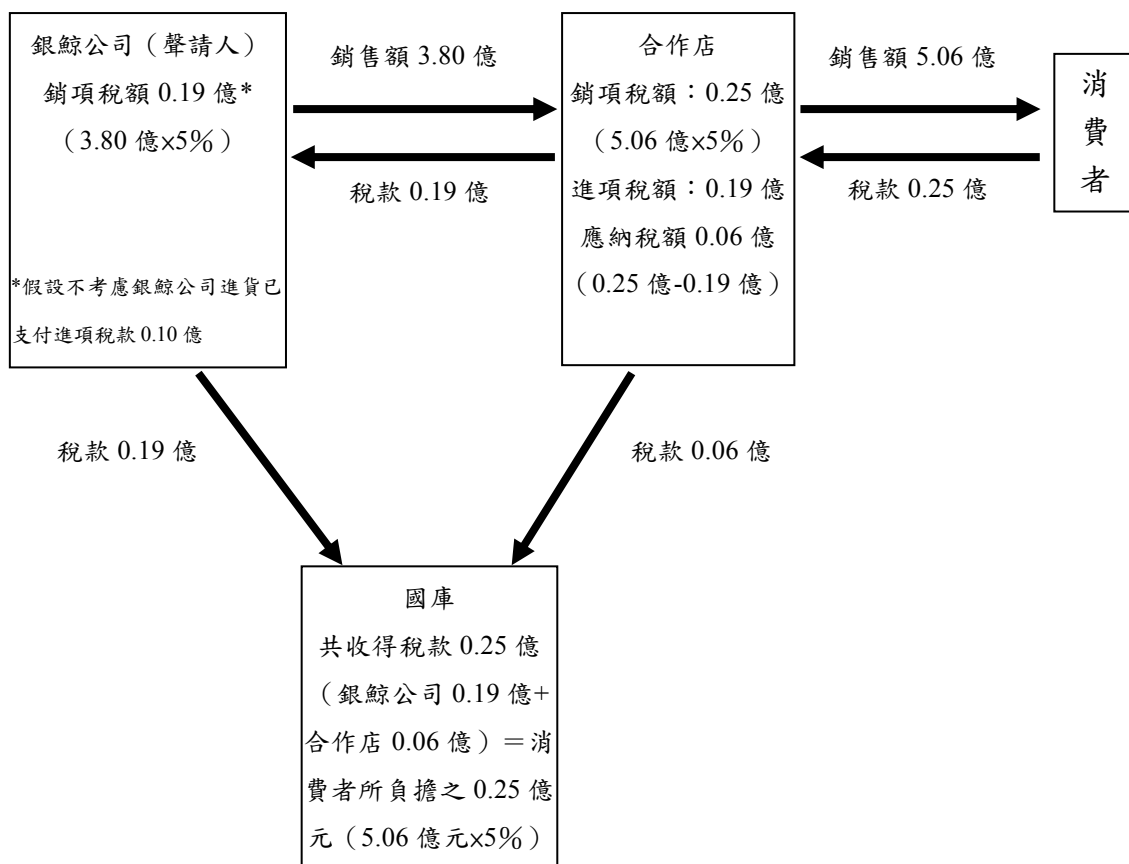 銀鯨公司（聲請人）
銷項稅額 0.19 億*
（3.80 億×5％）
*假設不考慮銀鯨公司進貨已
支付進項稅款 0.10 億
銷售額 3.80 億
稅款 0.19 億
合作店
銷項稅額：0.25 億
（5.06 億×5％）
進項稅額：0.19 億
應納稅額 0.06 億
（0.25 億-0.19 億）
銷售額 5.06 億
稅款 0.25 億
消
費
者
稅款 0.19 億
稅款 0.06 億
國庫
共收得稅款 0.25 億
（銀鯨公司 0.19 億+
合作店 0.06 億）＝消
費者所負擔之 0.25 億
元（5.06 億元×5％）